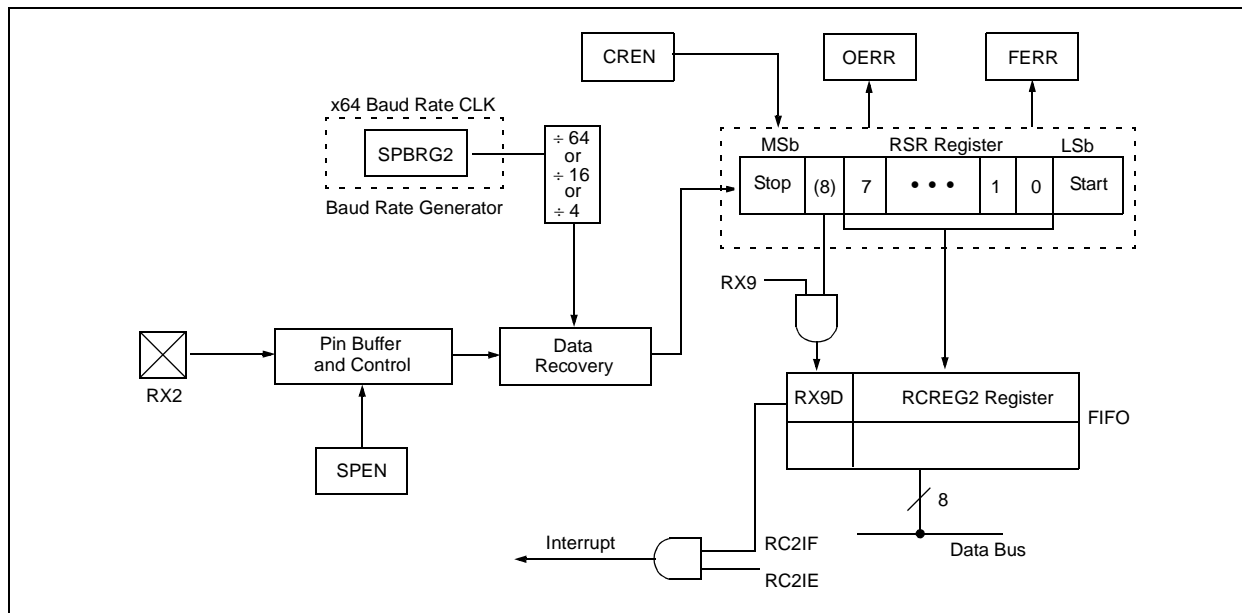 CREN
OERR
FERR
x64 Baud Rate CLK
SPBRG2
Baud Rate Generator
÷ 64
or
÷ 16
or
÷ 4
MSb
RSR Register
LSb
Stop
(8)
7
• • •
1
0
Start
RX9
RX2
Pin Buffer
and Control
Data
Recovery
SPEN
RX9D
RCREG2 Register
FIFO
8
Data Bus
Interrupt
RC2IF
RC2IE